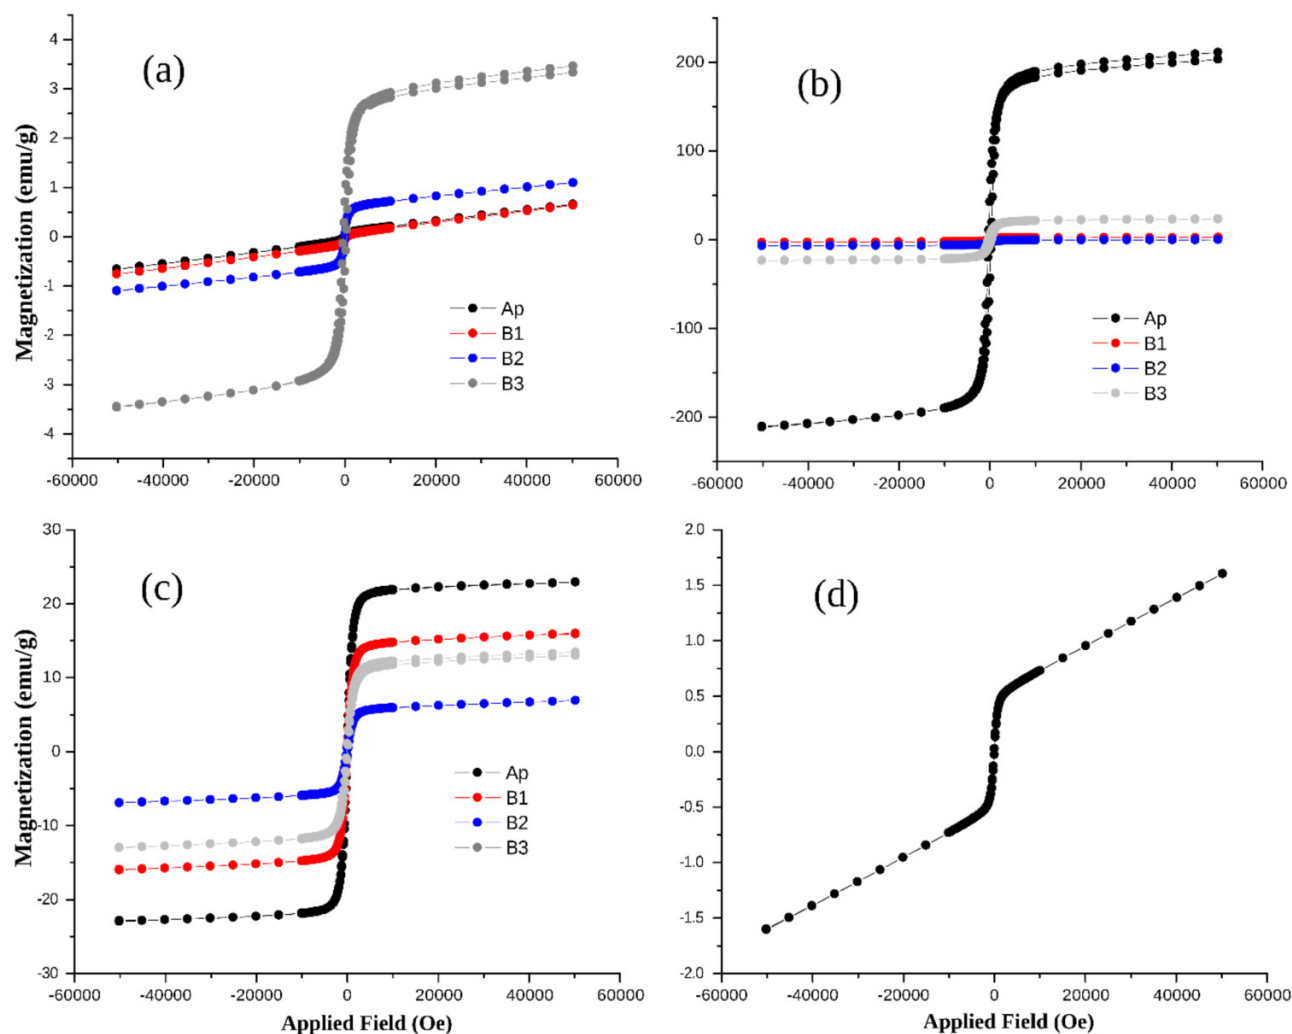 (a)
Magnetization (emu/g)
4
3
2
1
0
-1
-2
-3
-4
Ap
B1
B2
B3
-60000 -40000 -20000 0 20000 40000 60000
(b)
200
100
0
-100
-200
Ap
B1
B2
B3
-60000 -40000 -20000 0 20000 40000 60000
(c)
Magnetization (emu/g)
30
20
10
0
-10
-20
-30
Ap
B1
B2
B3
-60000 -40000 -20000 0 20000 40000 60000
Applied Field (Oe)
(d)
2.0
1.5
1.0
0.5
0.0
-0.5
-1.0
-1.5
-2.0
-60000 -40000 -20000 0 20000 40000 60000
Applied Field (Oe)